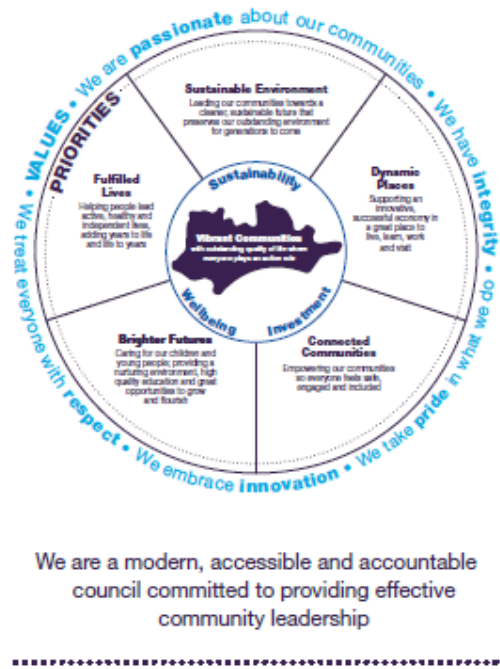 VALUES • We are passionate about our communities • We have integrity • We take pride in what we do • We embrace innovation • We treat everyone with respect •
PRIORITIES
Sustainable Environment
Leading our communities towards a
cleaner, sustainable future that
preserves our outstanding environment
for generations to come
Fulfilled
Lives
Helping people lead
active, healthy and
independent lives,
adding years to life
and life to years
Dynamic
Places
Supporting an
innovative,
successful economy in
a great place to
live, learn, work
and visit
Sustainability
Vibrant Communities
with outstanding quality of life where
everyone plays an active role
Wellbeing
Investment
Brighter Futures
Caring for our children and
young people; providing a
nurturing environment, high
quality education and great
opportunities to grow
and flourish
Connected
Communities
Empowering our communities
so everyone feels safe,
engaged and included
We are a modern, accessible and accountable
council committed to providing effective
community leadership